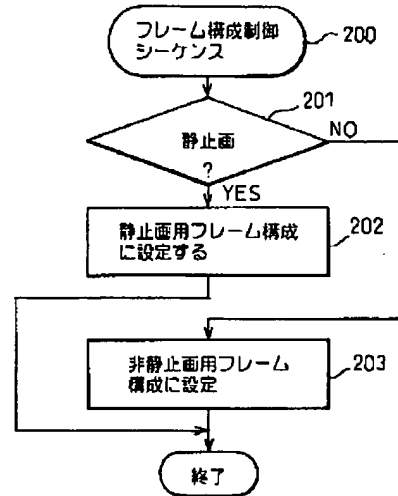 フレーム構成制御
シーケンス
200
201
静止画
?
NO
YES
静止画用フレーム構成
に設定する
202
非静止画用フレーム
構成に設定
203
終了